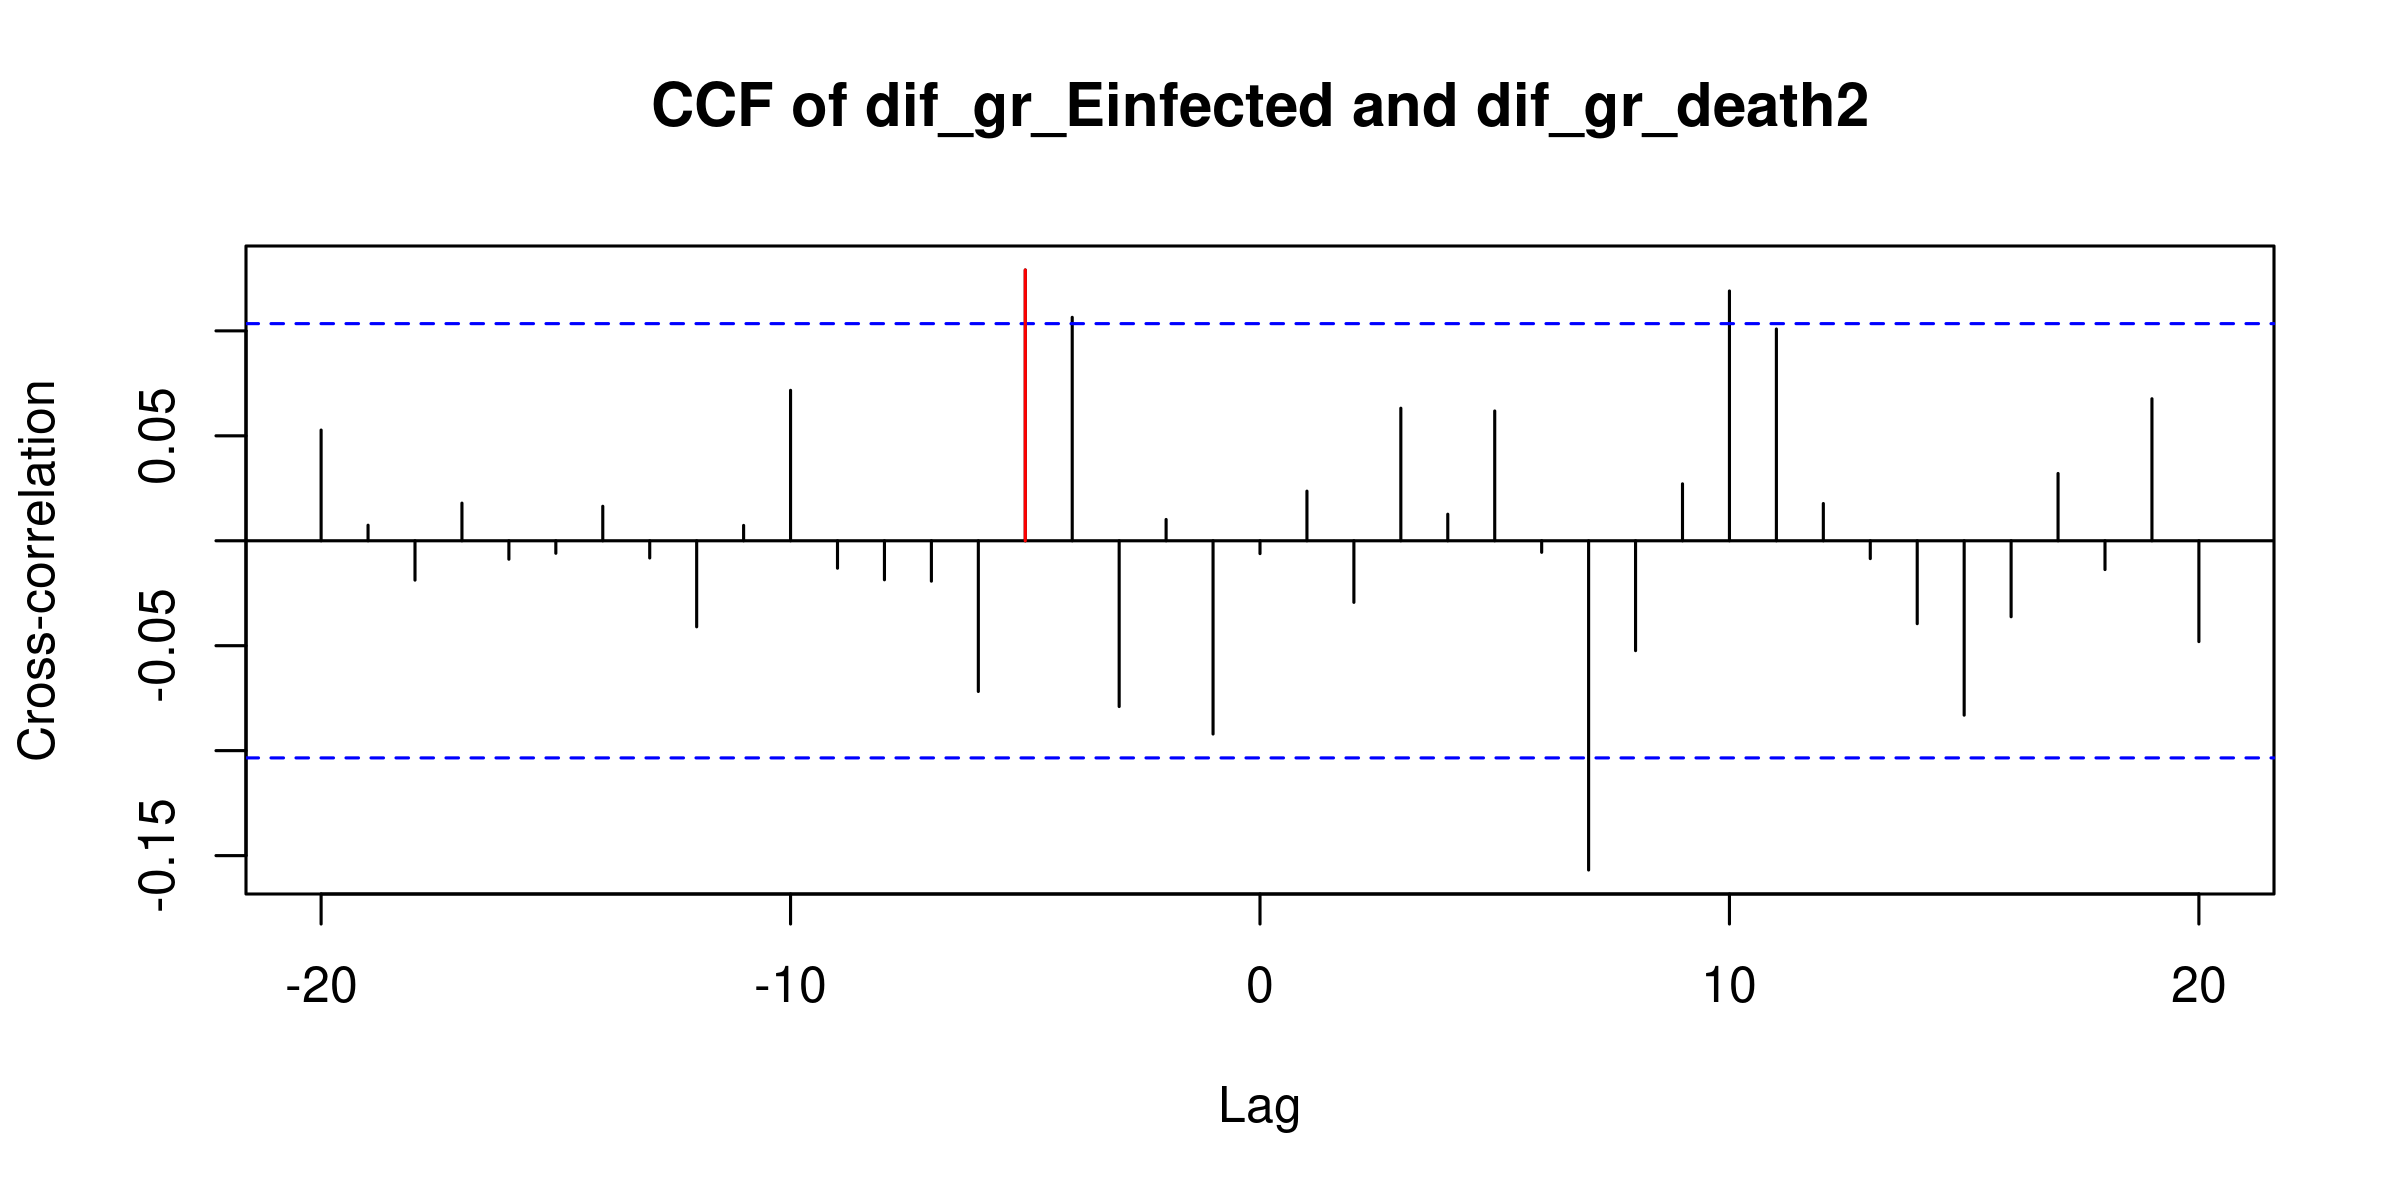 CCF of dif_gr_Einfected and dif_gr_death2
Cross-correlation
0.05
-0.05
-0.15
-20 -10 0 10 20
Lag